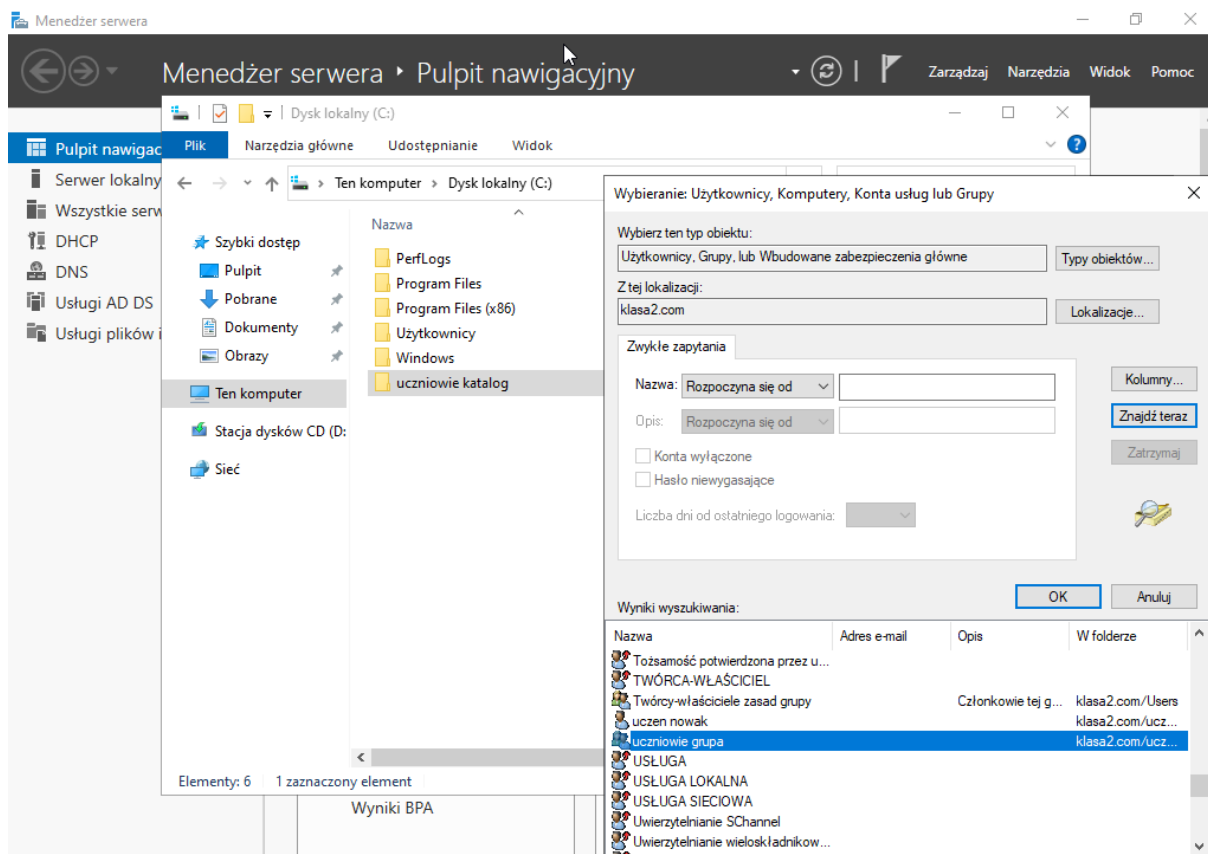 Menedżer serwera
Menedżer serwera ‣ Pulpit nawigacyjny
Zarządzaj Narzędzia Widok Pomoc
Dysk lokalny (C:)
Plik Narzędzia główne Udostępnianie Widok
Ten komputer > Dysk lokalny (C:)
Pulpit nawigac
Serwer lokalny
Wszystkie serw
DHCP
DNS
Usługi AD DS
Usługi plików i
Szybki dostęp
Pulpit
Pobrane
Dokumenty
Obrazy
Ten komputer
Stacja dysków CD (D:
Sieć
Nazwa
PerfLogs
Program Files
Program Files (x86)
Użytkownicy
Windows
uczniowie katalog
Elementy: 6 1 zaznaczony element
Wyniki BPA
Wybieranie: Użytkownicy, Komputery, Konta usług lub Grupy
Wybierz ten typ obiektu:
Użytkownicy, Grupy, lub Wbudowane zabezpieczenia główne Typy obiektów...
Z tej lokalizacji:
klasa2.com Lokalizacje...
Zwykłe zapytania
Nazwa: Rozpoczyna się od Kolumny...
Opis: Rozpoczyna się od Znajdź teraz
Konta wyłączone Zatrzymaj
Hasło niewygasające
Liczba dni od ostatniego logowania:
OK Anuluj
Wyniki wyszukiwania:
Nazwa Adres e-mail Opis W folderze
Tożsamość potwierdzona przez u...
TWÓRCA-WŁAŚCICIEL
Twórcy-właściciele zasad grupy Członkowie tej g... klasa2.com/Users
uczen nowak klasa2.com/ucz...
uczniowie grupa klasa2.com/ucz...
USŁUGA
USŁUGA LOKALNA
USŁUGA SIECIOWA
Uwierzytelnianie SChannel
Uwierzytelnianie wieloskładnikow...